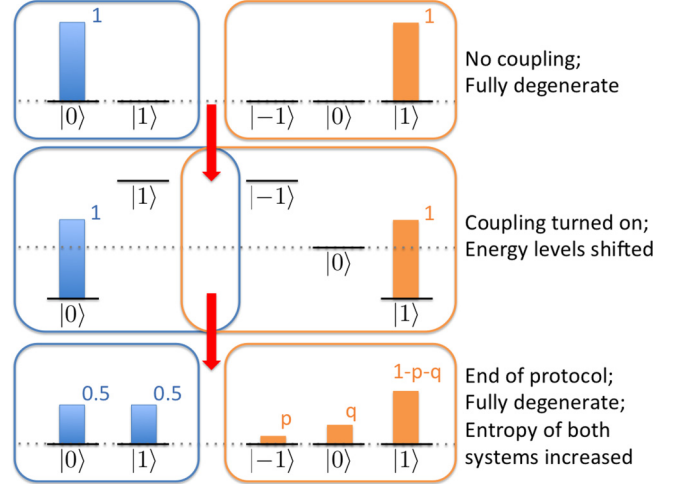 1
1
|0⟩ |1⟩ |−1⟩ |0⟩ |1⟩
No coupling;
Fully degenerate
|1⟩ |−1⟩
1
1
|0⟩
|0⟩ |1⟩
Coupling turned on;
Energy levels shifted
0.5 0.5 p q 1-p-q
|0⟩ |1⟩ |−1⟩ |0⟩ |1⟩
End of protocol;
Fully degenerate;
Entropy of both
systems increased